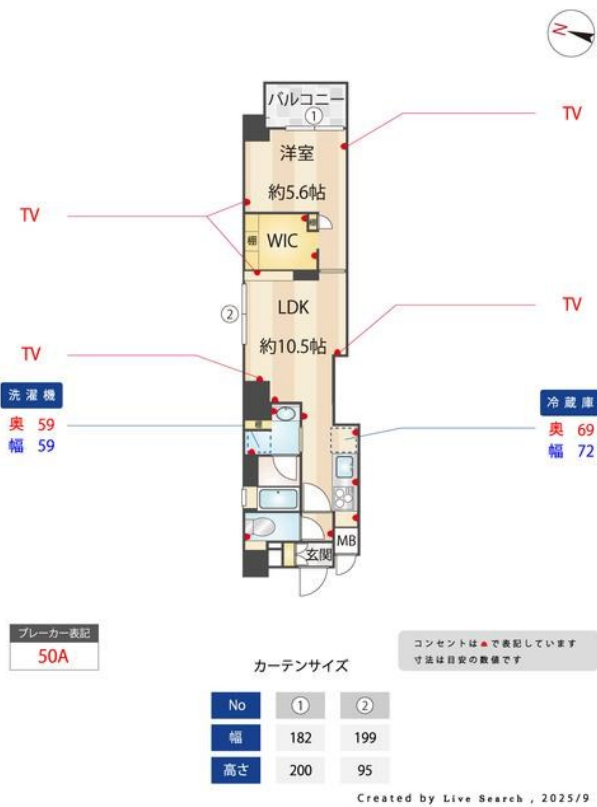 N
バルコニー
①
TV
洋室
約5.6帖
TV
棚
棚
WIC
②
LDK
TV
約10.5帖
TV
洗濯機
奥 59
幅 59
棚
冷蔵庫
奥 69
幅 72
玄関
MB
ブレーカー表記
50A
コンセントは●で表記しています
寸法は目安の数値です
カーテンサイズ
No ① ②
幅 182 199
高さ 200 95
Created by Live Search , 2025/9